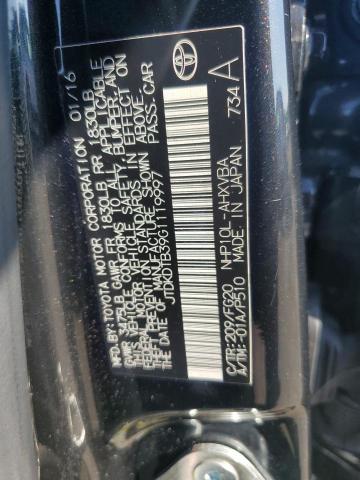 MFD.BY:TOYOTA MOTOR CORPORATION 01/16
GVWR 3475LB. GAWR FR 1830LB. RR 1830LB.
THIS VEHICLE CONFORMS TO ALL APPLICABLE
FEDERAL MOTOR VEHICLE SAFETY, BUMPER, AND
THEFT PREVENTION STANDARDS IN EFFECT ON
THE DATE OF MANUFACTURE SHOWN ABOVE.
JTDKDTB39G1119997 PASS.CAR
C/TR:209/FG20 NHP10L-AHXVBA
A/TM:-01A/P510 MADE IN JAPAN 734 A
TOYOTA